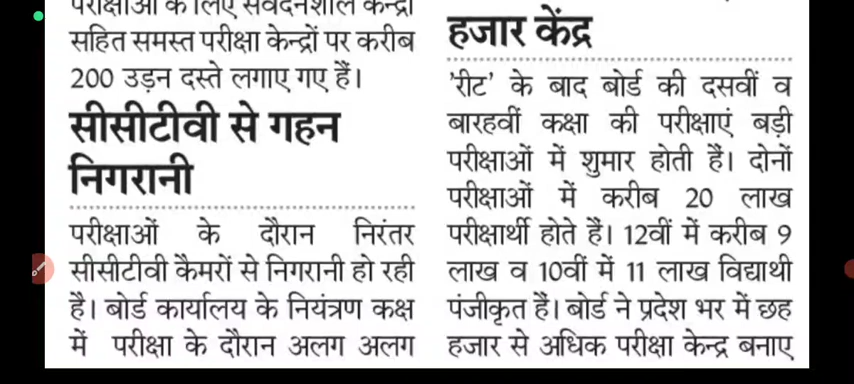 परीक्षाओं के लिए संवेदनशील केन्द्रों
सहित समस्त परीक्षा केन्द्रों पर करीब
200 उड़न दस्ते लगाए गए हैं।
सीसीटीवी से गहन
निगरानी
परीक्षाओं के दौरान निरंतर
सीसीटीवी कैमरों से निगरानी हो रही
है। बोर्ड कार्यालय के नियंत्रण कक्ष
में परीक्षा के दौरान अलग अलग
हजार केंद्र
'रीट' के बाद बोर्ड की दसवीं व
बारहवीं कक्षा की परीक्षाएं बड़ी
परीक्षाओं में शुमार होती हैं। दोनों
परीक्षाओं में करीब 20 लाख
परीक्षार्थी होते हैं। 12वीं में करीब 9
लाख व 10वीं में 11 लाख विद्यार्थी
पंजीकृत हैं। बोर्ड ने प्रदेश भर में छह
हजार से अधिक परीक्षा केन्द्र बनाए